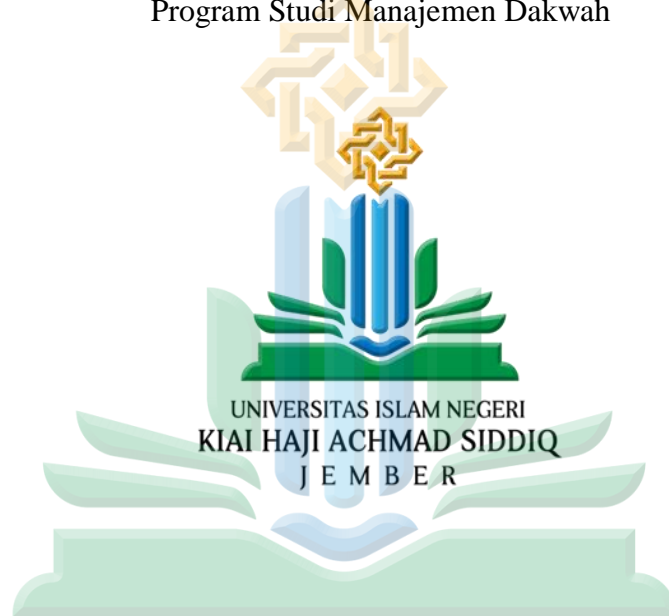 Program Studi Manajemen Dakwah
UNIVERSITAS ISLAM NEGERI
KIAI HAJI ACHMAD SIDDIQ
J E M B E R